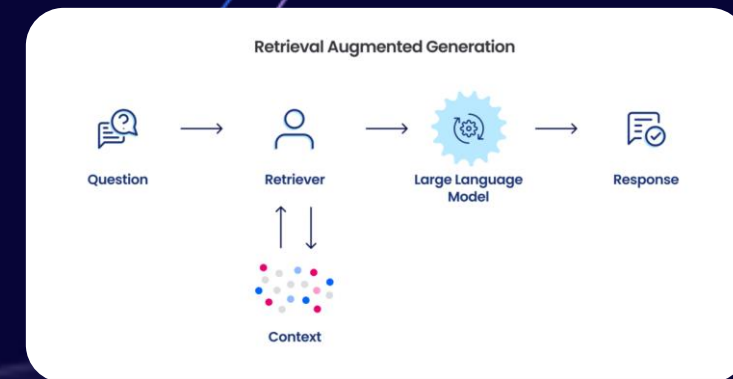 Retrieval Augmented Generation
Question
Retriever
Large Language
Model
Response
Context